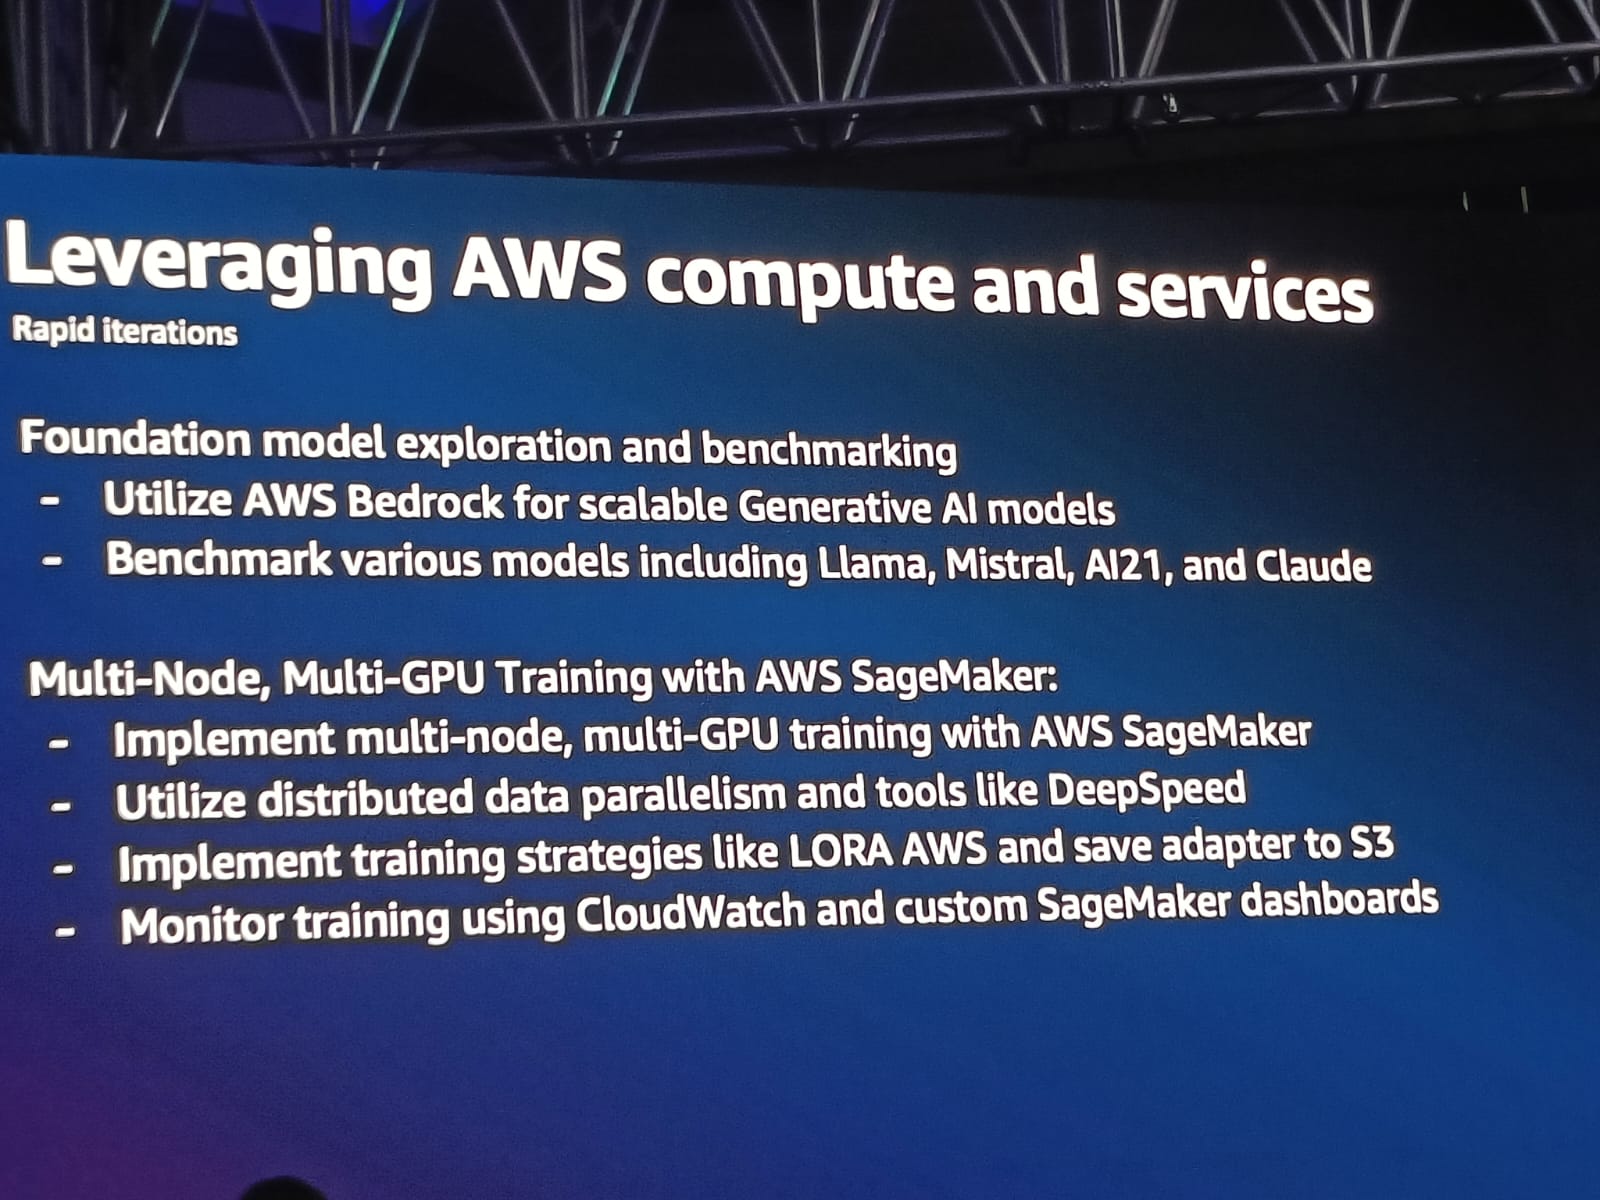 Leveraging AWS compute and services
Rapid iterations
Foundation model exploration and benchmarking
- Utilize AWS Bedrock for scalable Generative AI models
- Benchmark various models including Llama, Mistral, AI21, and Claude
Multi-Node, Multi-GPU Training with AWS SageMaker:
- Implement multi-node, multi-GPU training with AWS SageMaker
- Utilize distributed data parallelism and tools like DeepSpeed
- Implement training strategies like LORA AWS and save adapter to S3
- Monitor training using CloudWatch and custom SageMaker dashboards